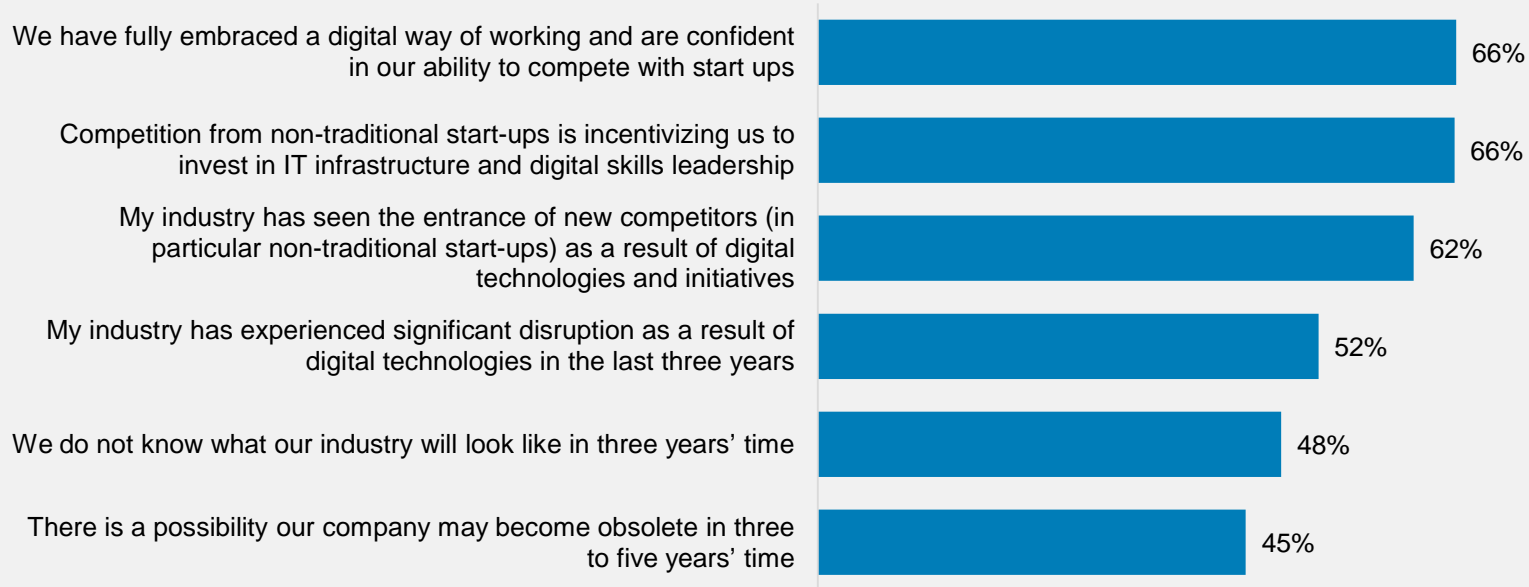 We have fully embraced a digital way of working and are confident
in our ability to compete with start ups
66%
Competition from non-traditional start-ups is incentivizing us to
invest in IT infrastructure and digital skills leadership
66%
My industry has seen the entrance of new competitors (in
particular non-traditional start-ups) as a result of digital
technologies and initiatives
62%
My industry has experienced significant disruption as a result of
digital technologies in the last three years
52%
We do not know what our industry will look like in three years’ time
48%
There is a possibility our company may become obsolete in three
to five years’ time
45%